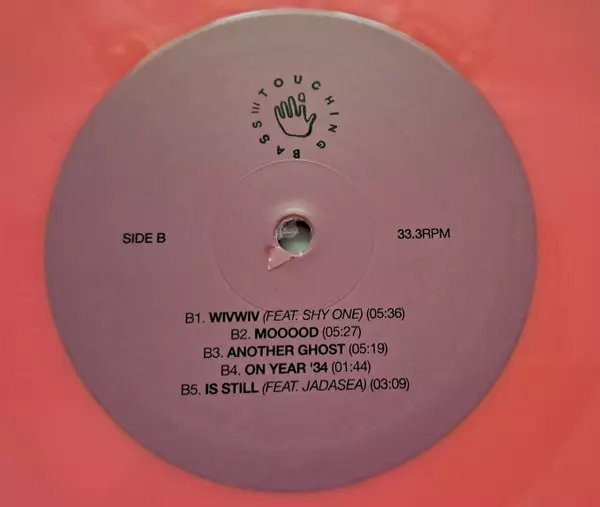 TOUCHING BASS ///
SIDE B
33.3RPM
B1. WIVWIV (FEAT. SHY ONE) (05:36)
B2. MOOOOD (05:27)
B3. ANOTHER GHOST (05:19)
B4. ON YEAR '34 (01:44)
B5. IS STILL (FEAT. JADASEA) (03:09)